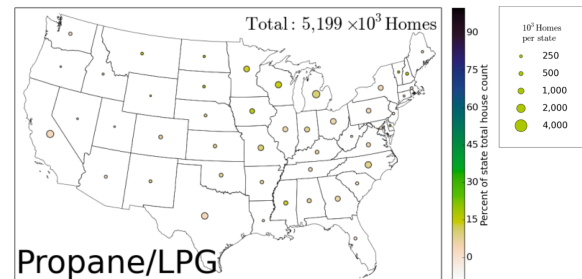 Total: 5,199 ×10³ Homes
Propane/LPG
90
75
60
45
30
15
0
Percent of state total house count
10³ Homes
per state
250
500
1,000
2,000
4,000